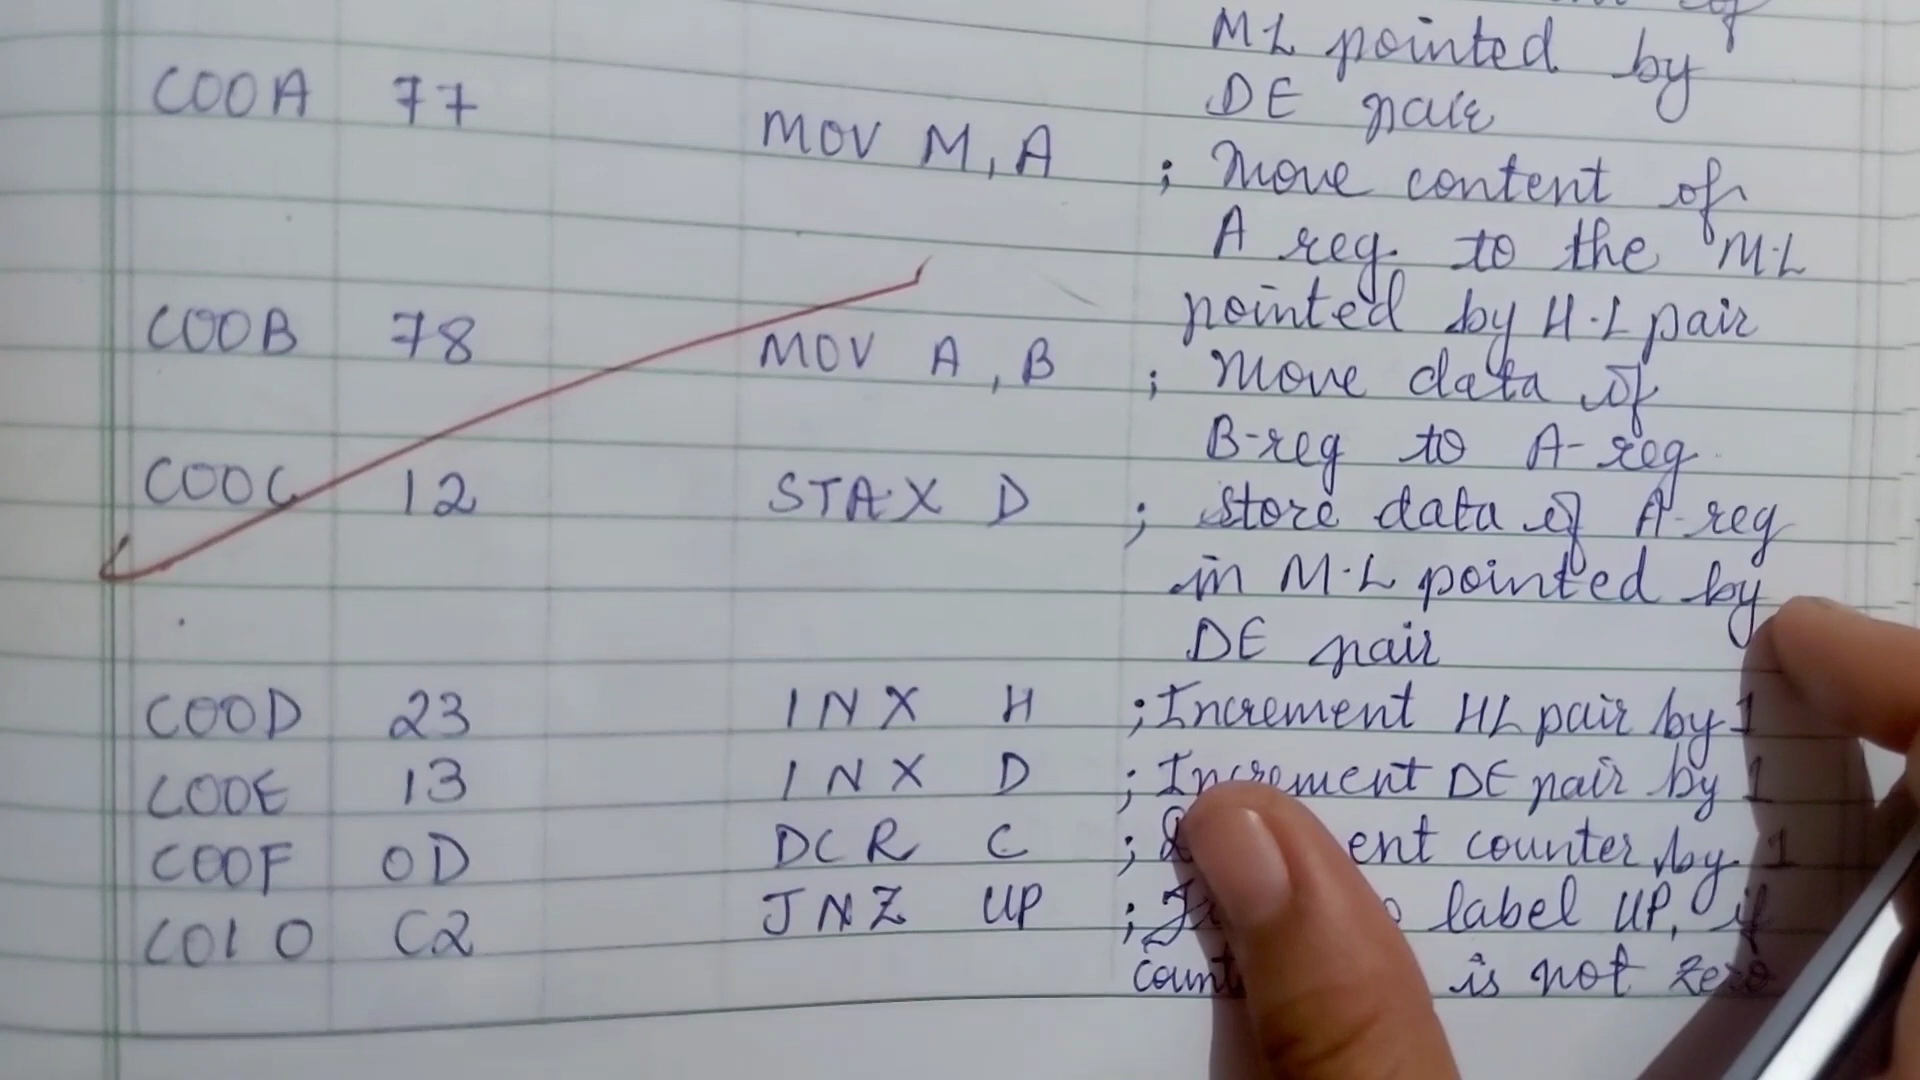 M.L pointed by
DE pair
C00A 77 MOV M, A ; Move content of
A reg. to the M.L
pointed by H.L pair
C00B 78 MOV A, B ; Move data of
B-reg to A-reg.
C00C 12 STAX D ; store data of A-reg
in M.L pointed by
DE pair
C00D 23 INX H ; Increment HL pair by 1
C00E 13 INX D ; Increment DE pair by 1
C00F 0D DCR C ; ent counter by 1
C010 C2 JNZ UP ; label UP, if
count is not zero